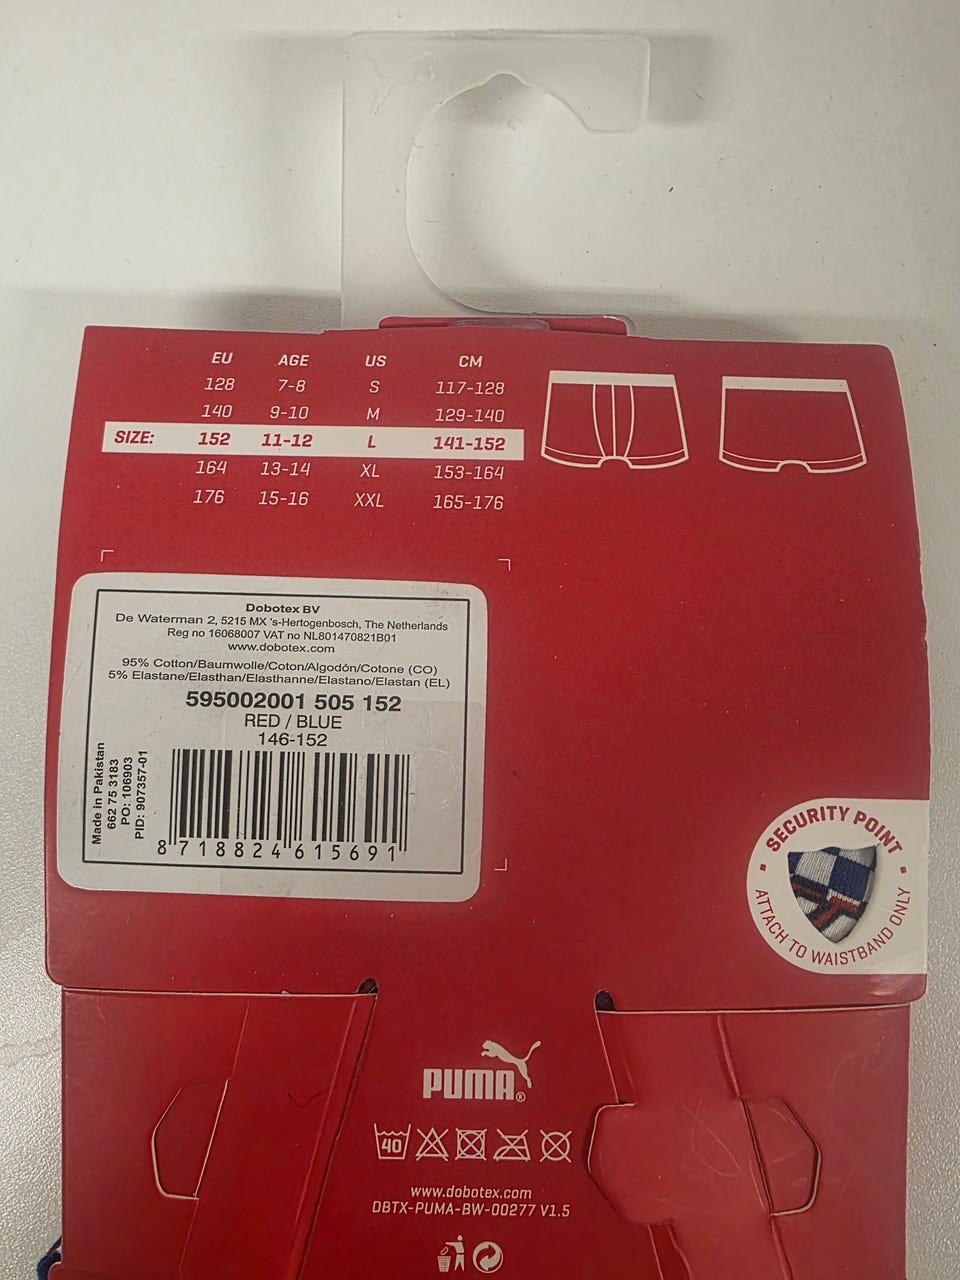 EU AGE US CM
128 7-8 S 117-128
140 9-10 M 129-140
SIZE: 152 11-12 L 141-152
164 13-14 XL 153-164
176 15-16 XXL 165-176
Dobotex BV
De Waterman 2, 5215 MX 's-Hertogenbosch, The Netherlands
Reg no 16068007 VAT no NL801470821B01
www.dobotex.com
95% Cotton/Baumwolle/Coton/Algodón/Cotone (CO)
5% Elastane/Elasthan/Elasthanne/Elastano/Elastan (EL)
595002001 505 152
RED / BLUE
146-152
Made in Pakistan
662 75 3183
PO: 106903
PID: 907357-01
8 718824 615691
SECURITY POINT
ATTACH TO WAISTBAND ONLY
PUMA®
40
www.dobotex.com
DBTX-PUMA-BW-00277 V1.5